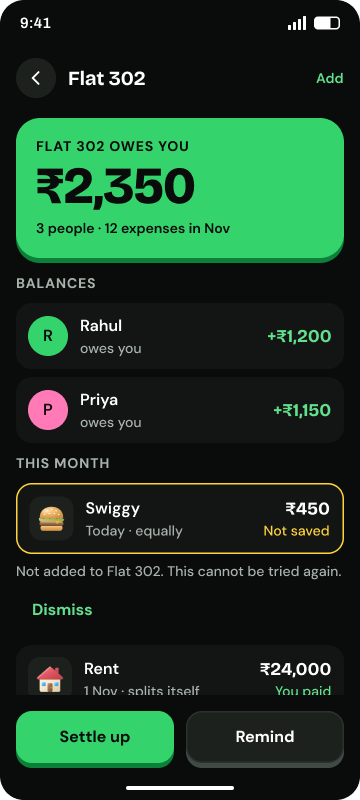 9:41
Flat 302
Add
FLAT 302 OWES YOU
₹2,350
3 people · 12 expenses in Nov
BALANCES
R
Rahul
owes you
+₹1,200
P
Priya
owes you
+₹1,150
THIS MONTH
Swiggy
₹450
Today · equally
Not saved
Not added to Flat 302. This cannot be tried again.
Dismiss
Rent
₹24,000
1 Nov · splits itself
You paid
Settle up
Remind